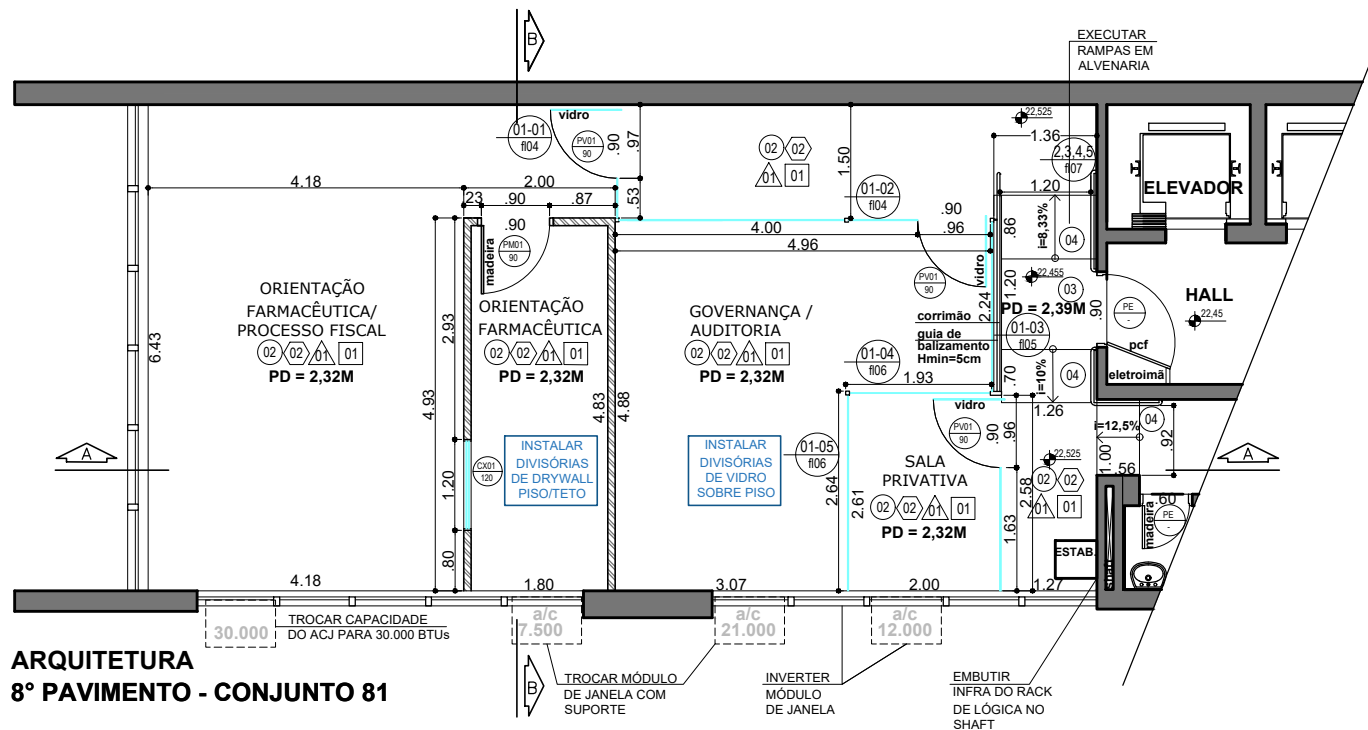 B
EXECUTAR
RAMPAS EM
ALVENARIA
vidro
01-01
fl04
PV01
90
.90
.97
.53
02
02
01
01
1.50
22,525
1.36
2,3,4,5
fl07
1.20
ELEVADOR
4.18
2.00
23
.90
.87
01-02
fl04
.90
4.00
.96
4.96
.86
i=8,33%
04
.90
PM01
90
madeira
PV01
90
vidro
22,455
1.20
2.24
03
PD = 2,39M
.90
PE
-
HALL
22,45
pcf
eletroimã
ORIENTAÇÃO
FARMACÊUTICA/
PROCESSO FISCAL
02
02
01
01
PD = 2,32M
6.43
2.93
4.93
ORIENTAÇÃO
FARMACÊUTICA
02
02
01
01
PD = 2,32M
4.83
4.88
GOVERNANÇA /
AUDITORIA
02
02
01
01
PD = 2,32M
corrimão
guia de
balizamento
Hmin=5cm
01-03
fl05
01-04
fl06
1.93
.70
i=10%
04
1.26
04
i=12,5%
.92
1.00
.56
vidro
PV01
90
.90
.96
22,525
02
02
01
01
2.58
1.63
A
A
CX01
120
1.20
.80
INSTALAR
DIVISÓRIAS
DE DRYWALL
PISO/TETO
INSTALAR
DIVISÓRIAS
DE VIDRO
SOBRE PISO
01-05
fl06
2.64
2.61
SALA
PRIVATIVA
02
02
01
01
PD = 2,32M
.60
madeira
PE
-
ESTAB.
shaft
4.18
1.80
3.07
2.00
1.27
30.000
TROCAR CAPACIDADE
DO ACJ PARA 30.000 BTUs
a/c
7.500
a/c
21.000
a/c
12.000
ARQUITETURA
8° PAVIMENTO - CONJUNTO 81
B
TROCAR MÓDULO
DE JANELA COM
SUPORTE
INVERTER
MÓDULO
DE JANELA
EMBUTIR
INFRA DO RACK
DE LÓGICA NO
SHAFT